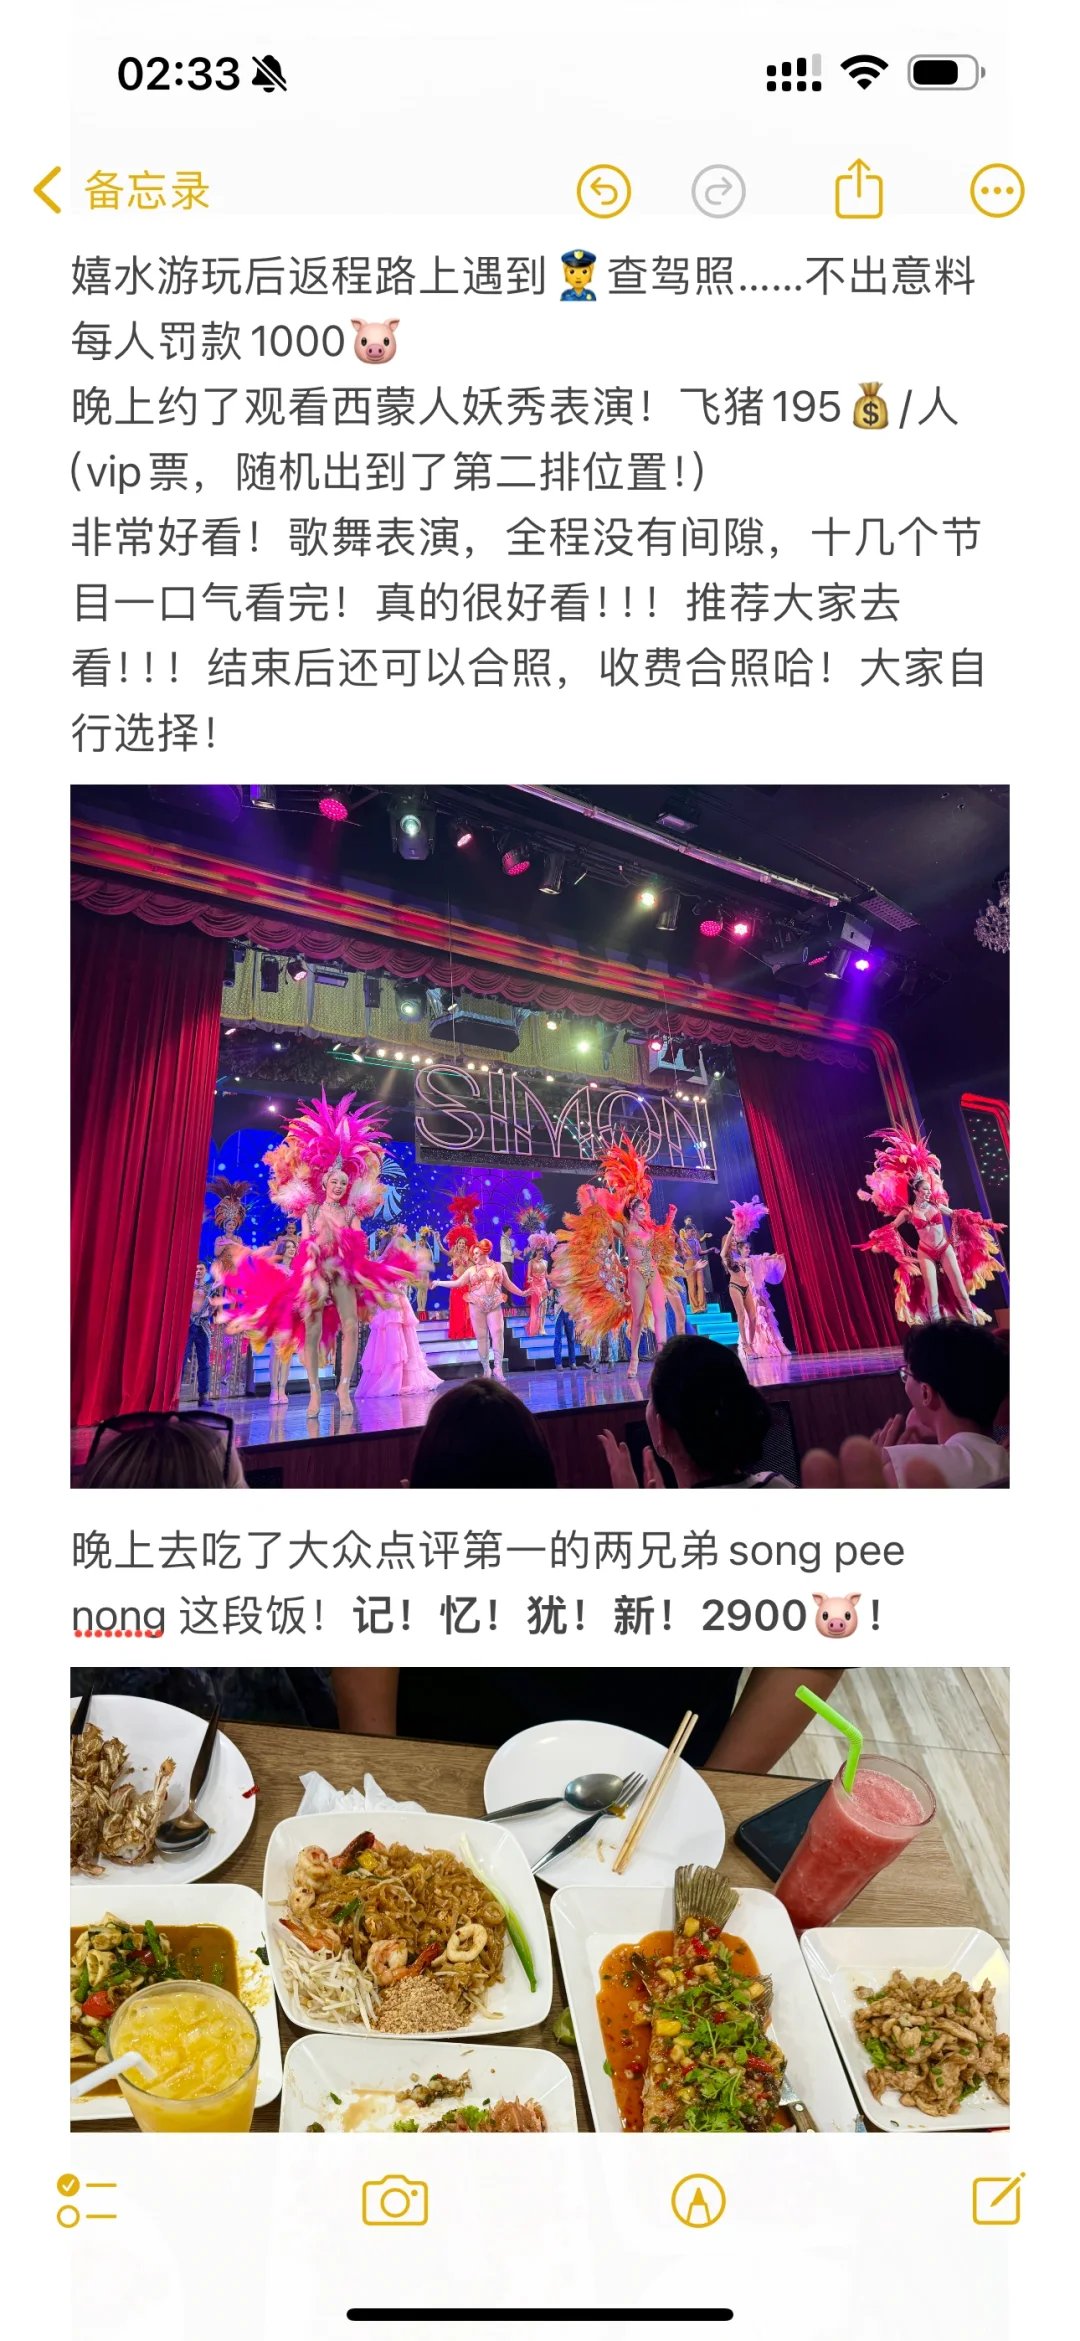 02:33
备忘录
嬉水游玩后返程路上遇到👮查驾照……不出意料
每人罚款1000🐷
晚上约了观看西蒙人妖秀表演！飞猪195💰/人
(vip票，随机出到了第二排位置！)
非常好看！歌舞表演，全程没有间隙，十几个节
目一口气看完！真的很好看！！！推荐大家去
看！！！结束后还可以合照，收费合照哈！大家自
行选择！
SIMON
晚上去吃了大众点评第一的两兄弟song pee
nong 这段饭！记！忆！犹！新！2900🐷！